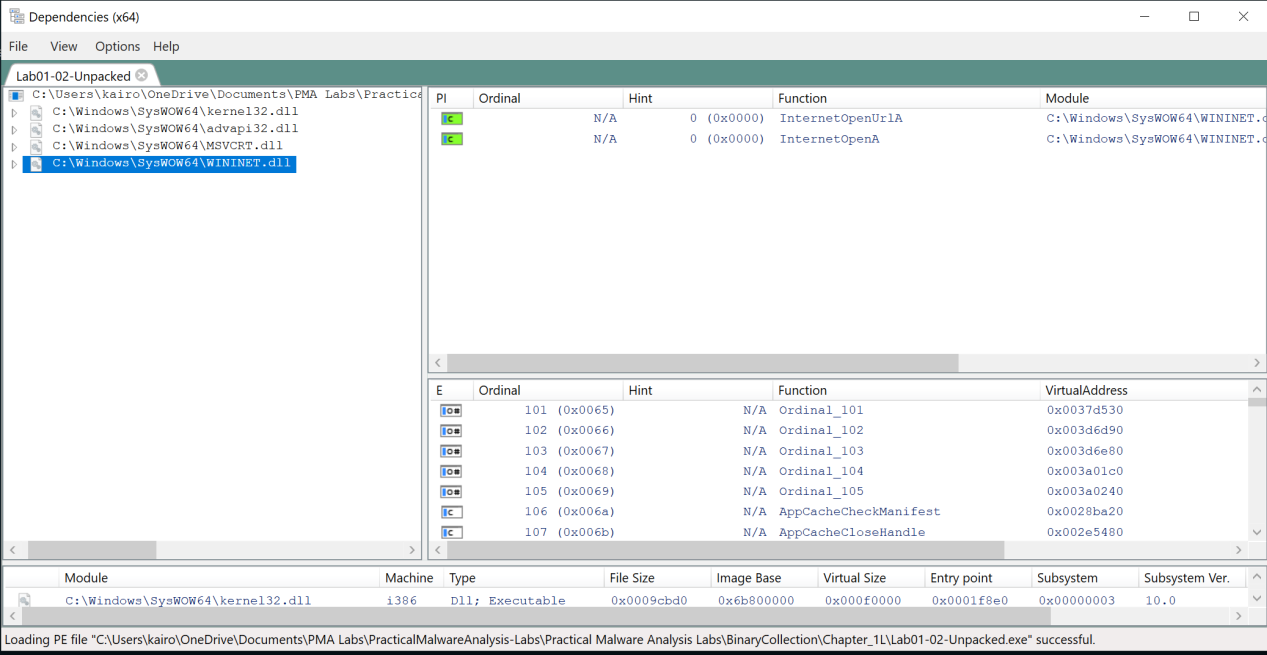 Dependencies (x64)
File View Options Help
Lab01-02-Unpacked
C:\Users\kairo\OneDrive\Documents\PMA Labs\Practica
C:\Windows\SysWOW64\kernel32.dll
C:\Windows\SysWOW64\advapi32.dll
C:\Windows\SysWOW64\MSVCRT.dll
C:\Windows\SysWOW64\WININET.dll
PI Ordinal Hint Function Module
N/A 0 (0x0000) InternetOpenUrlA C:\Windows\SysWOW64\WININET.d
N/A 0 (0x0000) InternetOpenA C:\Windows\SysWOW64\WININET.d
E Ordinal Hint Function VirtualAddress
101 (0x0065) N/A Ordinal_101 0x0037d530
102 (0x0066) N/A Ordinal_102 0x003d6d90
103 (0x0067) N/A Ordinal_103 0x003d6e80
104 (0x0068) N/A Ordinal_104 0x003a01c0
105 (0x0069) N/A Ordinal_105 0x003a0240
106 (0x006a) N/A AppCacheCheckManifest 0x0028ba20
107 (0x006b) N/A AppCacheCloseHandle 0x002e5480
Module Machine Type File Size Image Base Virtual Size Entry point Subsystem Subsystem Ver.
C:\Windows\SysWOW64\kernel32.dll i386 Dll; Executable 0x0009cbd0 0x6b800000 0x000f0000 0x0001f8e0 0x00000003 10.0
Loading PE file "C:\Users\kairo\OneDrive\Documents\PMA Labs\PracticalMalwareAnalysis-Labs\Practical Malware Analysis Labs\BinaryCollection\Chapter_1L\Lab01-02-Unpacked.exe" successful.